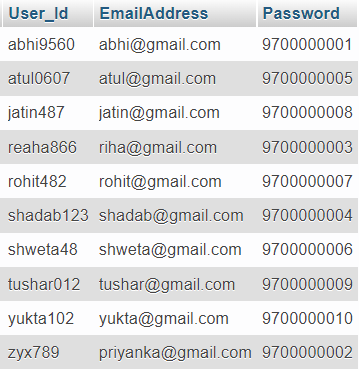 User_Id EmailAddress Password
abhi9560 abhi@gmail.com 9700000001
atul0607 atul@gmail.com 9700000005
jatin487 jatin@gmail.com 9700000008
reaha866 riha@gmail.com 9700000003
rohit482 rohit@gmail.com 9700000007
shadab123 shadab@gmail.com 9700000004
shweta48 shweta@gmail.com 9700000006
tushar012 tushar@gmail.com 9700000009
yukta102 yukta@gmail.com 9700000010
zyx789 priyanka@gmail.com 9700000002